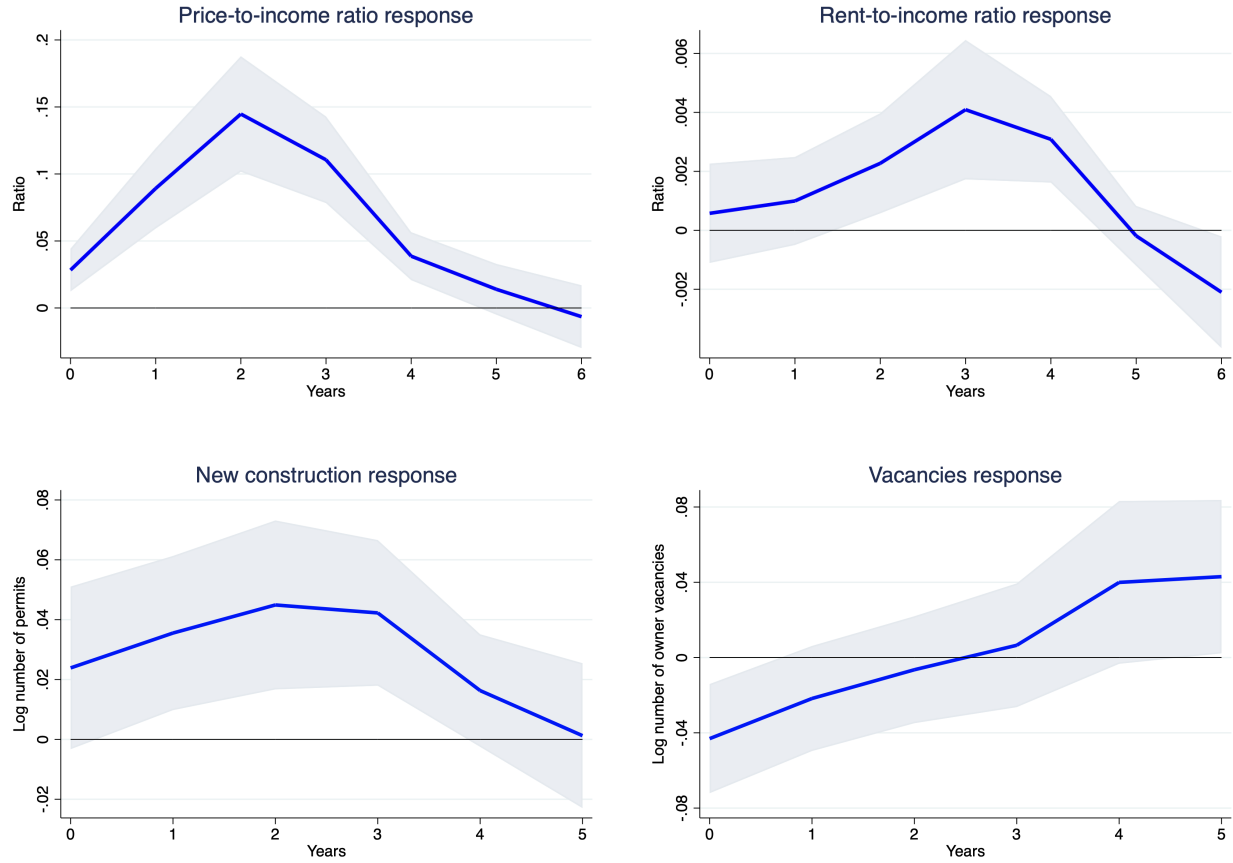 Price-to-income ratio response
Ratio
.2
.15
.1
.05
0
0 1 2 3 4 5 6
Years
Rent-to-income ratio response
Ratio
.006
.004
.002
0
-.002
0 1 2 3 4 5 6
Years
New construction response
Log number of permits
.08
.06
.04
.02
0
-.02
0 1 2 3 4 5
Years
Vacancies response
Log number of owner vacancies
.08
.04
0
-.04
-.08
0 1 2 3 4 5
Years